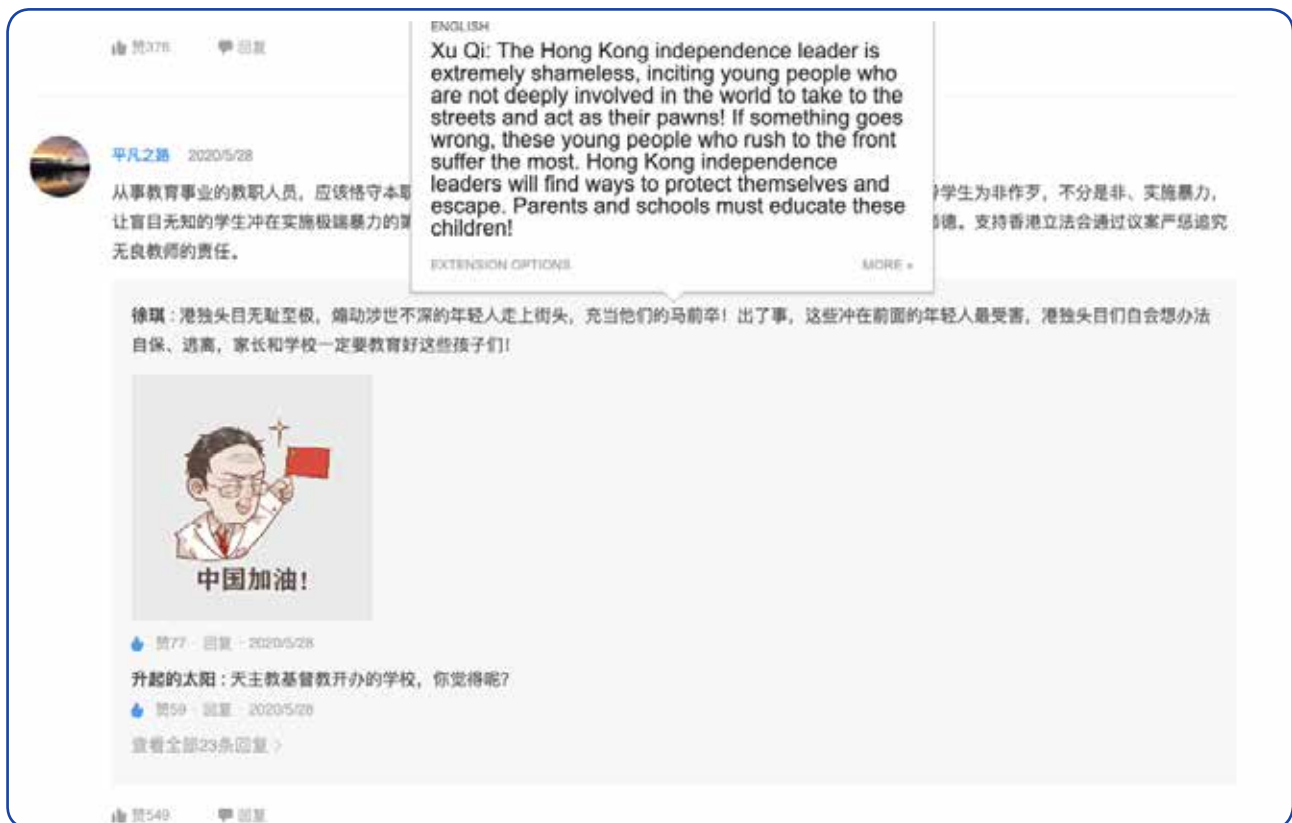 赞376 回复
ENGLISH
Xu Qi: The Hong Kong independence leader is
extremely shameless, inciting young people who
are not deeply involved in the world to take to the
streets and act as their pawns! If something goes
wrong, these young people who rush to the front
suffer the most. Hong Kong independence
leaders will find ways to protect themselves and
escape. Parents and schools must educate these
children!
EXTENSION OPTIONS MORE »
平凡之路 2020/5/28
从事教育事业的教职人员，应该恪守本职 学生为非作歹，不分是非、实施暴力，
让盲目无知的学生冲在实施极端暴力的第 德。支持香港立法会通过议案严惩追究
无良教师的责任。
徐琪：港独头目无耻至极，煽动涉世不深的年轻人走上街头，充当他们的马前卒！出了事，这些冲在前面的年轻人最受害，港独头目们自会想办法
自保、逃离，家长和学校一定要教育好这些孩子们！
中国加油！
赞77 · 回复 · 2020/5/28
升起的太阳：天主教基督教开办的学校，你觉得呢？
赞59 · 回复 · 2020/5/28
查看全部23条回复 >
赞549 回复